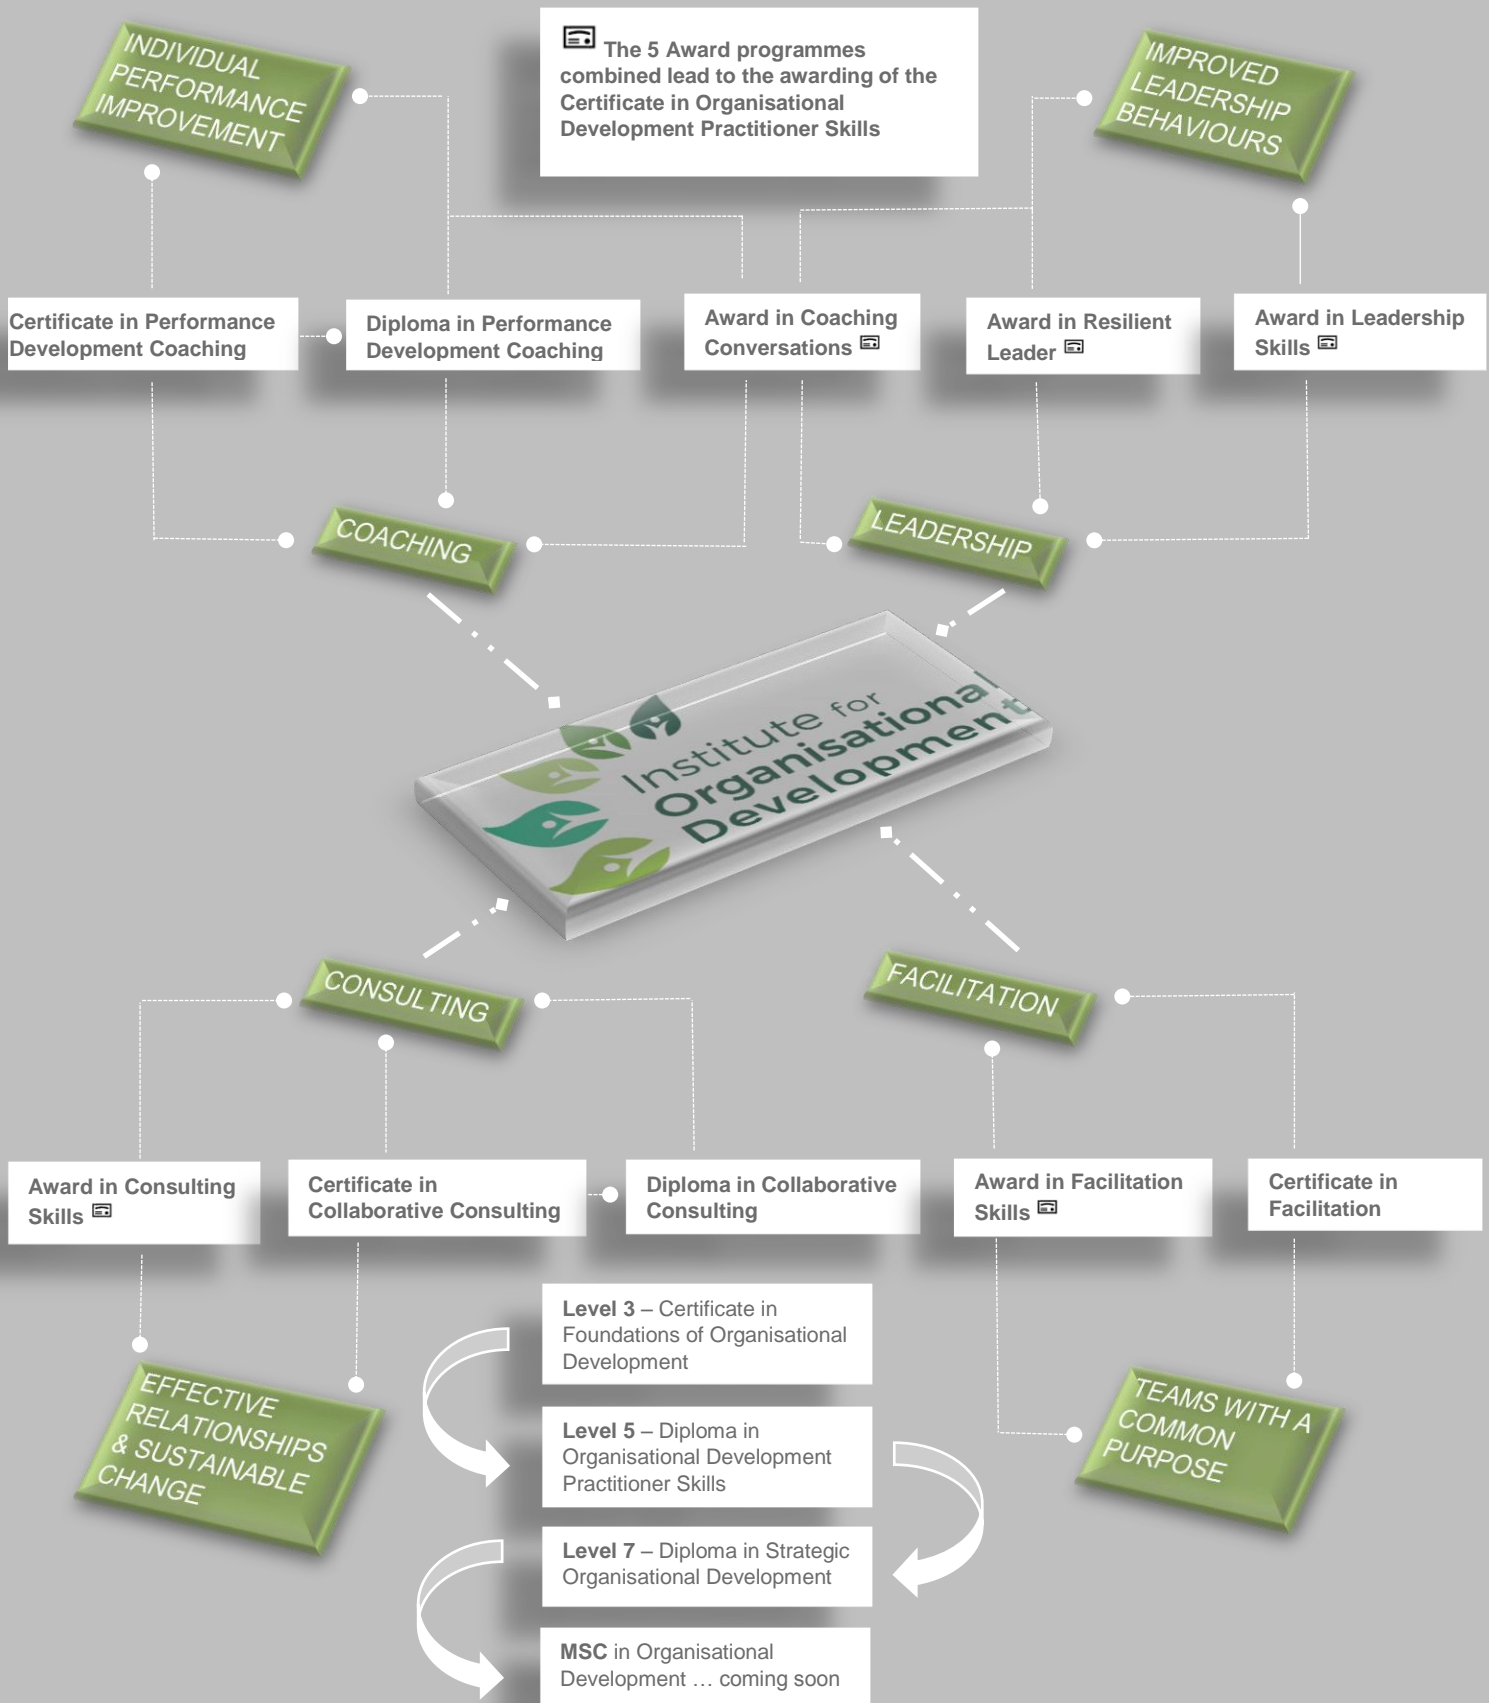 INDIVIDUAL
PERFORMANCE
IMPROVEMENT
The 5 Award programmes
combined lead to the awarding of the
Certificate in Organisational
Development Practitioner Skills
IMPROVED
LEADERSHIP
BEHAVIOURS
Certificate in Performance
Development Coaching
Diploma in Performance
Development Coaching
Award in Coaching
Conversations
Award in Resilient
Leader
Award in Leadership
Skills
COACHING
LEADERSHIP
Institute for
Organisational
Development
CONSULTING
FACILITATION
Award in Consulting
Skills
Certificate in
Collaborative Consulting
Diploma in Collaborative
Consulting
Award in Facilitation
Skills
Certificate in
Facilitation
EFFECTIVE
RELATIONSHIPS
& SUSTAINABLE
CHANGE
Level 3 – Certificate in
Foundations of Organisational
Development
Level 5 – Diploma in
Organisational Development
Practitioner Skills
Level 7 – Diploma in Strategic
Organisational Development
MSC in Organisational
Development … coming soon
TEAMS WITH A
COMMON
PURPOSE